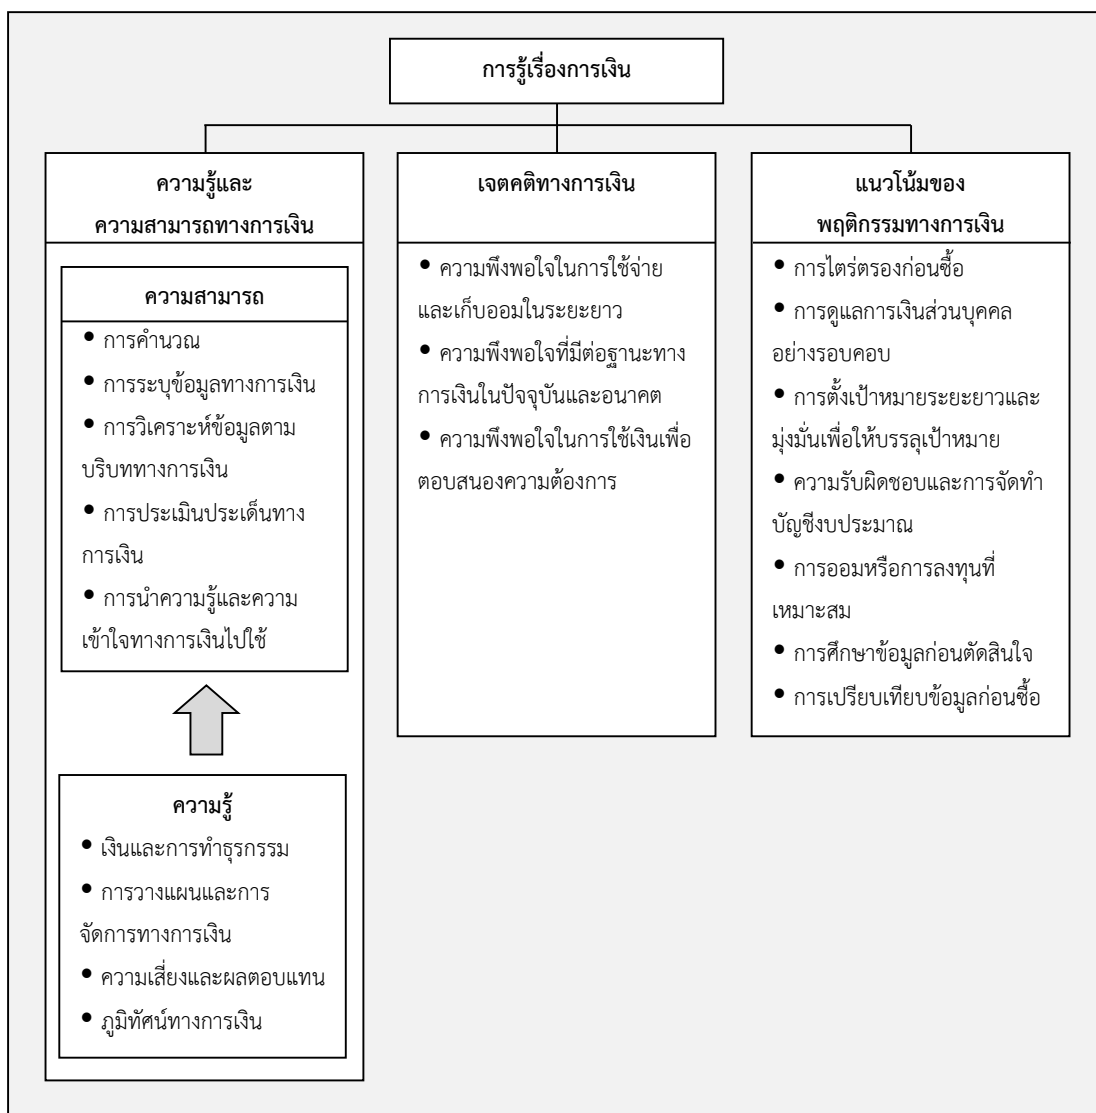 การรู้เรื่องการเงิน
ความรู้และ
ความสามารถทางการเงิน
ความสามารถ
• การคำนวณ
• การระบุข้อมูลทางการเงิน
• การวิเคราะห์ข้อมูลตาม
บริบททางการเงิน
• การประเมินประเด็นทาง
การเงิน
• การนำความรู้และความ
เข้าใจทางการเงินไปใช้
ความรู้
• เงินและการทำธุรกรรม
• การวางแผนและการ
จัดการทางการเงิน
• ความเสี่ยงและผลตอบแทน
• ภูมิทัศน์ทางการเงิน
เจตคติทางการเงิน
• ความพึงพอใจในการใช้จ่าย
และเก็บออมในระยะยาว
• ความพึงพอใจที่มีต่อฐานะทาง
การเงินในปัจจุบันและอนาคต
• ความพึงพอใจในการใช้เงินเพื่อ
ตอบสนองความต้องการ
แนวโน้มของ
พฤติกรรมทางการเงิน
• การไตร่ตรองก่อนซื้อ
• การดูแลการเงินส่วนบุคคล
อย่างรอบคอบ
• การตั้งเป้าหมายระยะยาวและ
มุ่งมั่นเพื่อให้บรรลุเป้าหมาย
• ความรับผิดชอบและการจัดทำ
บัญชีงบประมาณ
• การออมหรือการลงทุนที่
เหมาะสม
• การศึกษาข้อมูลก่อนตัดสินใจ
• การเปรียบเทียบข้อมูลก่อนซื้อ